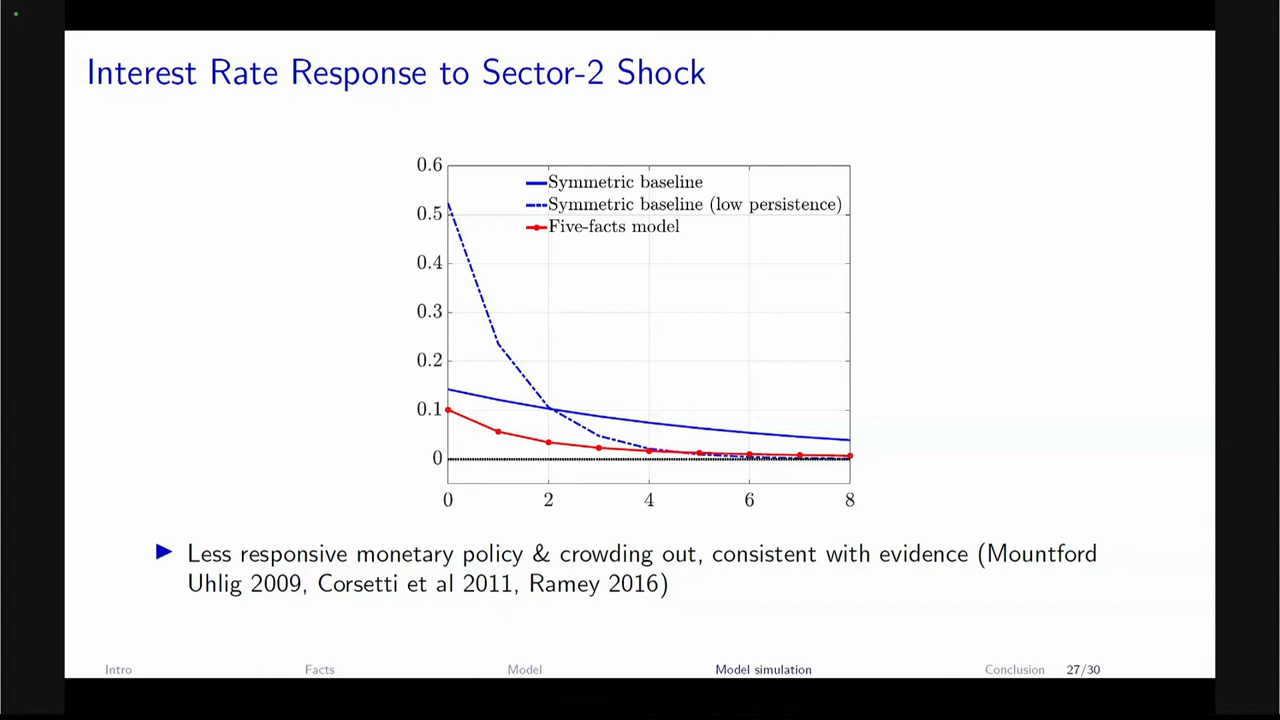 Interest Rate Response to Sector-2 Shock
0.6
0.5
0.4
0.3
0.2
0.1
0
Symmetric baseline
Symmetric baseline (low persistence)
Five-facts model
0 2 4 6 8
Less responsive monetary policy & crowding out, consistent with evidence (Mountford
Uhlig 2009, Corsetti et al 2011, Ramey 2016)
Intro Facts Model Model simulation Conclusion 27/30